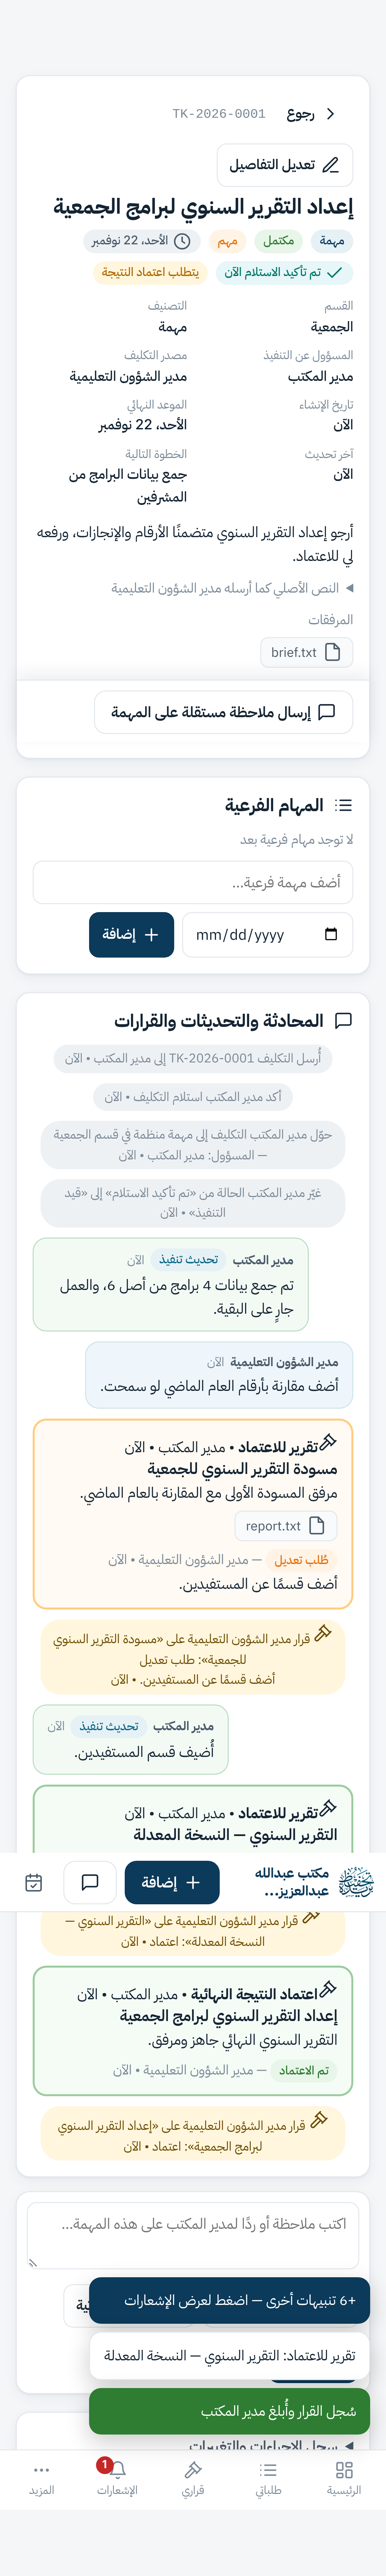 رجوع TK-2026-0001
تعديل التفاصيل
إعداد التقرير السنوي لبرامج الجمعية
مهمة مكتمل مهم الأحد، 22 نوفمبر
تم تأكيد الاستلام الآن يتطلب اعتماد النتيجة
القسم التصنيف
الجمعية مهمة
المسؤول عن التنفيذ مصدر التكليف
مدير المكتب مدير الشؤون التعليمية
تاريخ الإنشاء الموعد النهائي
الآن الأحد، 22 نوفمبر
آخر تحديث الخطوة التالية
الآن جمع بيانات البرامج من
المشرفين
أرجو إعداد التقرير السنوي متضمنًا الأرقام والإنجازات، ورفعه
لي للاعتماد.
النص الأصلي كما أرسله مدير الشؤون التعليمية
المرفقات
brief.txt
إرسال ملاحظة مستقلة على المهمة
المهام الفرعية
لا توجد مهام فرعية بعد
أضف مهمة فرعية...
mm/dd/yyyy إضافة
المحادثة والتحديثات والقرارات
أُرسل التكليف TK-2026-0001 إلى مدير المكتب • الآن
أكد مدير المكتب استلام التكليف • الآن
حوّل مدير المكتب التكليف إلى مهمة منظمة في قسم الجمعية
— المسؤول: مدير المكتب • الآن
غيّر مدير المكتب الحالة من «تم تأكيد الاستلام» إلى «قيد
التنفيذ» • الآن
مدير المكتب تحديث تنفيذ الآن
تم جمع بيانات 4 برامج من أصل 6، والعمل
جارٍ على البقية.
مدير الشؤون التعليمية الآن
أضف مقارنة بأرقام العام الماضي لو سمحت.
تقرير للاعتماد • مدير المكتب • الآن
مسودة التقرير السنوي للجمعية
مرفق المسودة الأولى مع المقارنة بالعام الماضي.
report.txt
طُلب تعديل — مدير الشؤون التعليمية • الآن
أضف قسمًا عن المستفيدين.
قرار مدير الشؤون التعليمية على «مسودة التقرير السنوي
للجمعية»: طلب تعديل
أضف قسمًا عن المستفيدين. • الآن
مدير المكتب تحديث تنفيذ الآن
أُضيف قسم المستفيدين.
تقرير للاعتماد • مدير المكتب • الآن
التقرير السنوي — النسخة المعدلة
مكتب عبدالله
عبدالعزيز...
إضافة
قرار مدير الشؤون التعليمية على «التقرير السنوي —
النسخة المعدلة»: اعتماد • الآن
اعتماد النتيجة النهائية • مدير المكتب • الآن
إعداد التقرير السنوي لبرامج الجمعية
التقرير السنوي النهائي جاهز ومرفق.
تم الاعتماد — مدير الشؤون التعليمية • الآن
قرار مدير الشؤون التعليمية على «إعداد التقرير السنوي
لبرامج الجمعية»: اعتماد • الآن
اكتب ملاحظة أو ردًا لمدير المكتب على هذه المهمة...
+6 تنبيهات أخرى — اضغط لعرض الإشعارات
تقرير للاعتماد: التقرير السنوي — النسخة المعدلة
سُجل القرار وأُبلغ مدير المكتب
سجل الإجراءات والتغييرات
الرئيسية طلباتي قراري الإشعارات 1 المزيد